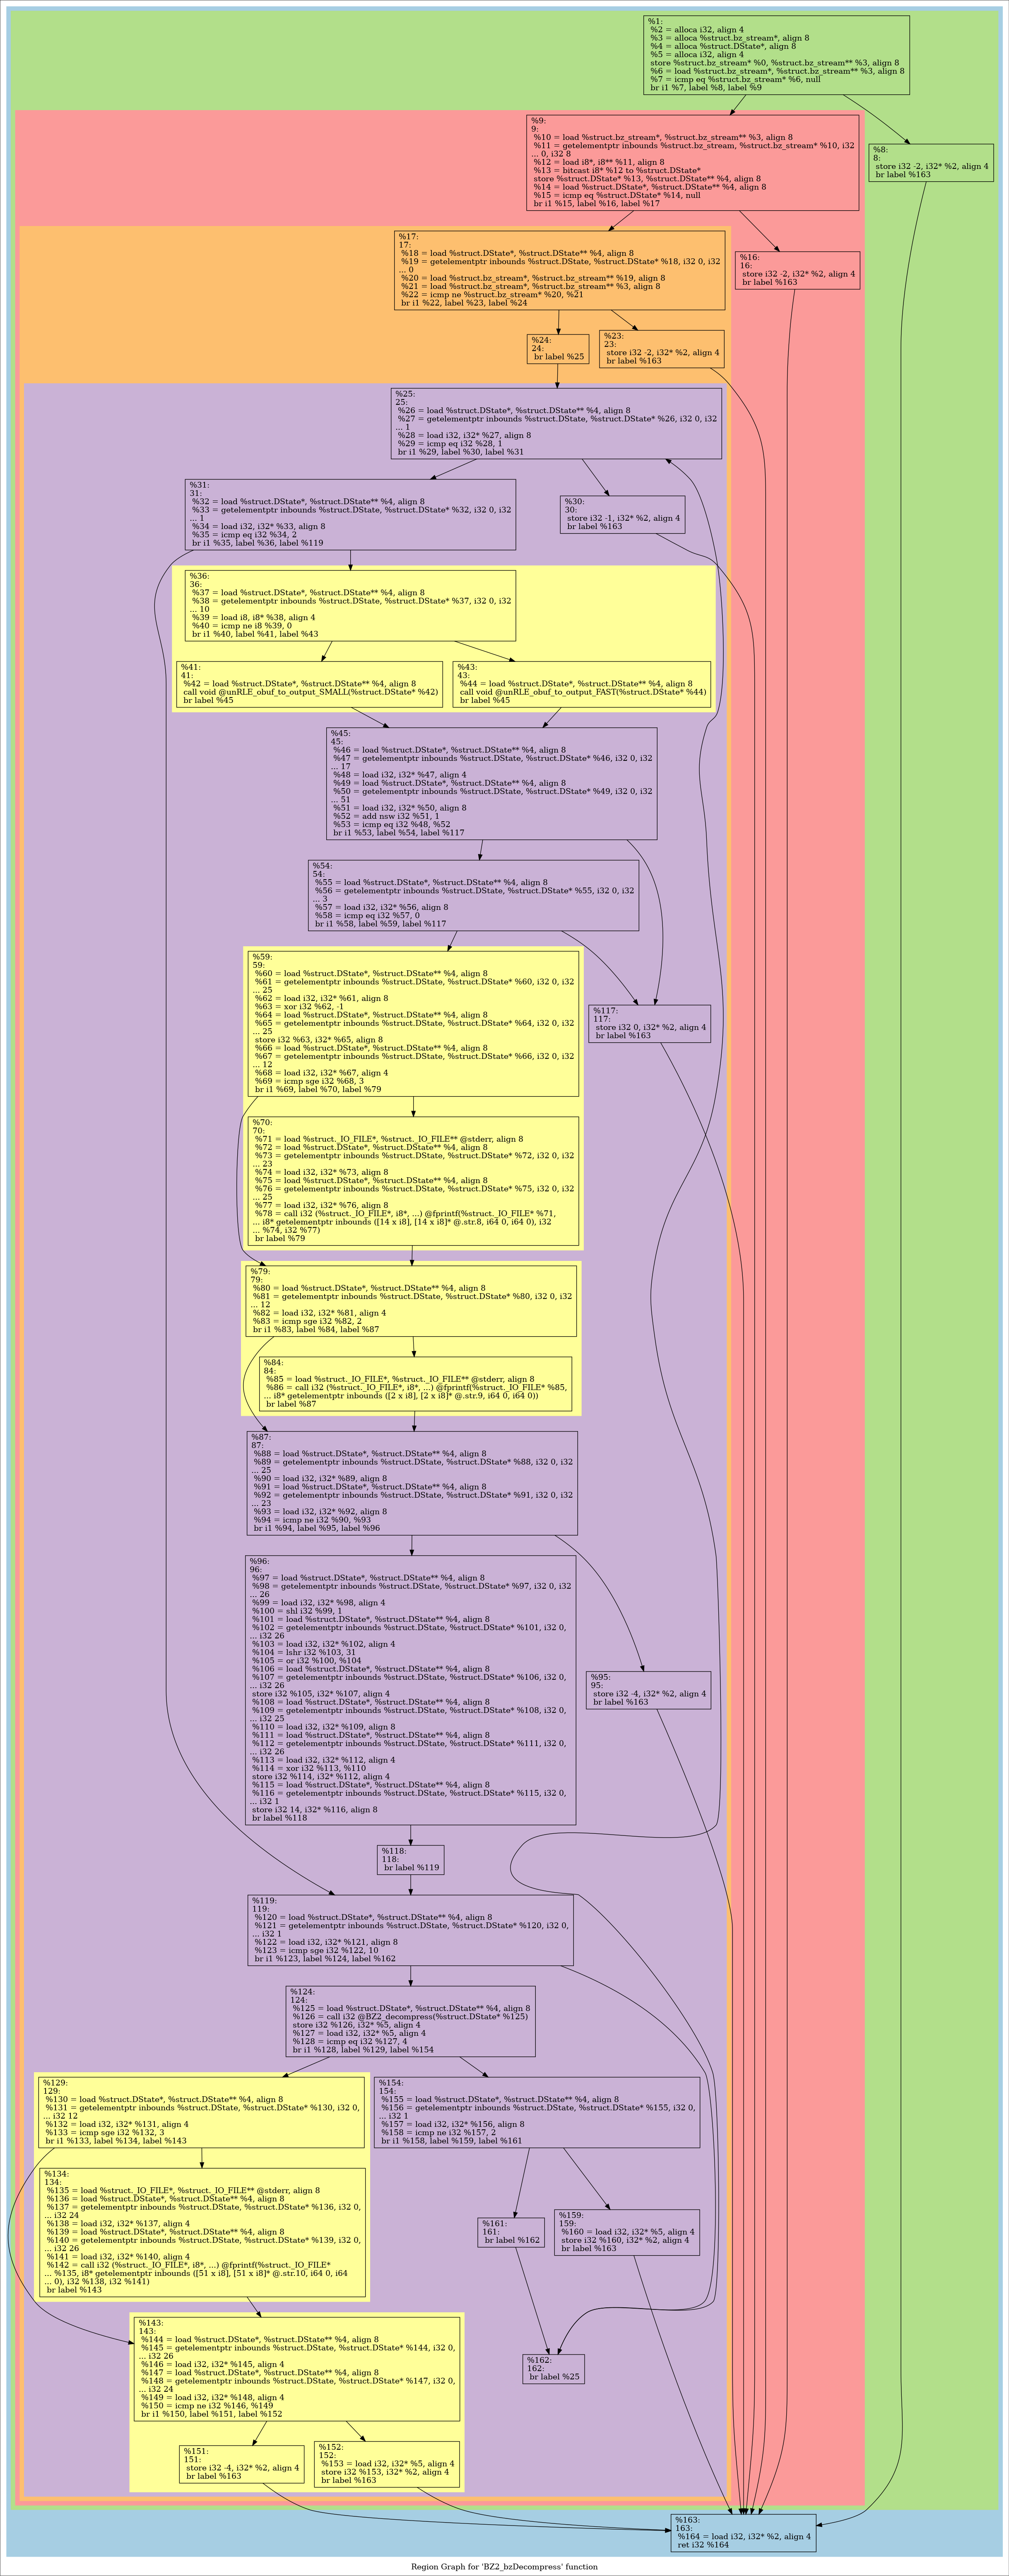 %1:
%2 = alloca i32, align 4
%3 = alloca %struct.bz_stream*, align 8
%4 = alloca %struct.DState*, align 8
%5 = alloca i32, align 4
store %struct.bz_stream* %0, %struct.bz_stream** %3, align 8
%6 = load %struct.bz_stream*, %struct.bz_stream** %3, align 8
%7 = icmp eq %struct.bz_stream* %6, null
br i1 %7, label %8, label %9
%9:
9:
%10 = load %struct.bz_stream*, %struct.bz_stream** %3, align 8
%11 = getelementptr inbounds %struct.bz_stream, %struct.bz_stream* %10, i32
... 0, i32 8
%12 = load i8*, i8** %11, align 8
%13 = bitcast i8* %12 to %struct.DState*
store %struct.DState* %13, %struct.DState** %4, align 8
%14 = load %struct.DState*, %struct.DState** %4, align 8
%15 = icmp eq %struct.DState* %14, null
br i1 %15, label %16, label %17
%8:
8:
store i32 -2, i32* %2, align 4
br label %163
%17:
17:
%18 = load %struct.DState*, %struct.DState** %4, align 8
%19 = getelementptr inbounds %struct.DState, %struct.DState* %18, i32 0, i32
... 0
%20 = load %struct.bz_stream*, %struct.bz_stream** %19, align 8
%21 = load %struct.bz_stream*, %struct.bz_stream** %3, align 8
%22 = icmp ne %struct.bz_stream* %20, %21
br i1 %22, label %23, label %24
%16:
16:
store i32 -2, i32* %2, align 4
br label %163
%24:
24:
br label %25
%23:
23:
store i32 -2, i32* %2, align 4
br label %163
%25:
25:
%26 = load %struct.DState*, %struct.DState** %4, align 8
%27 = getelementptr inbounds %struct.DState, %struct.DState* %26, i32 0, i32
... 1
%28 = load i32, i32* %27, align 8
%29 = icmp eq i32 %28, 1
br i1 %29, label %30, label %31
%31:
31:
%32 = load %struct.DState*, %struct.DState** %4, align 8
%33 = getelementptr inbounds %struct.DState, %struct.DState* %32, i32 0, i32
... 1
%34 = load i32, i32* %33, align 8
%35 = icmp eq i32 %34, 2
br i1 %35, label %36, label %119
%30:
30:
store i32 -1, i32* %2, align 4
br label %163
%36:
36:
%37 = load %struct.DState*, %struct.DState** %4, align 8
%38 = getelementptr inbounds %struct.DState, %struct.DState* %37, i32 0, i32
... 10
%39 = load i8, i8* %38, align 4
%40 = icmp ne i8 %39, 0
br i1 %40, label %41, label %43
%41:
41:
%42 = load %struct.DState*, %struct.DState** %4, align 8
call void @unRLE_obuf_to_output_SMALL(%struct.DState* %42)
br label %45
%43:
43:
%44 = load %struct.DState*, %struct.DState** %4, align 8
call void @unRLE_obuf_to_output_FAST(%struct.DState* %44)
br label %45
%45:
45:
%46 = load %struct.DState*, %struct.DState** %4, align 8
%47 = getelementptr inbounds %struct.DState, %struct.DState* %46, i32 0, i32
... 17
%48 = load i32, i32* %47, align 4
%49 = load %struct.DState*, %struct.DState** %4, align 8
%50 = getelementptr inbounds %struct.DState, %struct.DState* %49, i32 0, i32
... 51
%51 = load i32, i32* %50, align 8
%52 = add nsw i32 %51, 1
%53 = icmp eq i32 %48, %52
br i1 %53, label %54, label %117
%54:
54:
%55 = load %struct.DState*, %struct.DState** %4, align 8
%56 = getelementptr inbounds %struct.DState, %struct.DState* %55, i32 0, i32
... 3
%57 = load i32, i32* %56, align 8
%58 = icmp eq i32 %57, 0
br i1 %58, label %59, label %117
%59:
59:
%60 = load %struct.DState*, %struct.DState** %4, align 8
%61 = getelementptr inbounds %struct.DState, %struct.DState* %60, i32 0, i32
... 25
%62 = load i32, i32* %61, align 8
%63 = xor i32 %62, -1
%64 = load %struct.DState*, %struct.DState** %4, align 8
%65 = getelementptr inbounds %struct.DState, %struct.DState* %64, i32 0, i32
... 25
store i32 %63, i32* %65, align 8
%66 = load %struct.DState*, %struct.DState** %4, align 8
%67 = getelementptr inbounds %struct.DState, %struct.DState* %66, i32 0, i32
... 12
%68 = load i32, i32* %67, align 4
%69 = icmp sge i32 %68, 3
br i1 %69, label %70, label %79
%117:
117:
store i32 0, i32* %2, align 4
br label %163
%70:
70:
%71 = load %struct._IO_FILE*, %struct._IO_FILE** @stderr, align 8
%72 = load %struct.DState*, %struct.DState** %4, align 8
%73 = getelementptr inbounds %struct.DState, %struct.DState* %72, i32 0, i32
... 23
%74 = load i32, i32* %73, align 8
%75 = load %struct.DState*, %struct.DState** %4, align 8
%76 = getelementptr inbounds %struct.DState, %struct.DState* %75, i32 0, i32
... 25
%77 = load i32, i32* %76, align 8
%78 = call i32 (%struct._IO_FILE*, i8*, ...) @fprintf(%struct._IO_FILE* %71,
... i8* getelementptr inbounds ([14 x i8], [14 x i8]* @.str.8, i64 0, i64 0), i32
... %74, i32 %77)
br label %79
%79:
79:
%80 = load %struct.DState*, %struct.DState** %4, align 8
%81 = getelementptr inbounds %struct.DState, %struct.DState* %80, i32 0, i32
... 12
%82 = load i32, i32* %81, align 4
%83 = icmp sge i32 %82, 2
br i1 %83, label %84, label %87
%84:
84:
%85 = load %struct._IO_FILE*, %struct._IO_FILE** @stderr, align 8
%86 = call i32 (%struct._IO_FILE*, i8*, ...) @fprintf(%struct._IO_FILE* %85,
... i8* getelementptr inbounds ([2 x i8], [2 x i8]* @.str.9, i64 0, i64 0))
br label %87
%87:
87:
%88 = load %struct.DState*, %struct.DState** %4, align 8
%89 = getelementptr inbounds %struct.DState, %struct.DState* %88, i32 0, i32
... 25
%90 = load i32, i32* %89, align 8
%91 = load %struct.DState*, %struct.DState** %4, align 8
%92 = getelementptr inbounds %struct.DState, %struct.DState* %91, i32 0, i32
... 23
%93 = load i32, i32* %92, align 8
%94 = icmp ne i32 %90, %93
br i1 %94, label %95, label %96
%96:
96:
%97 = load %struct.DState*, %struct.DState** %4, align 8
%98 = getelementptr inbounds %struct.DState, %struct.DState* %97, i32 0, i32
... 26
%99 = load i32, i32* %98, align 4
%100 = shl i32 %99, 1
%101 = load %struct.DState*, %struct.DState** %4, align 8
%102 = getelementptr inbounds %struct.DState, %struct.DState* %101, i32 0,
... i32 26
%103 = load i32, i32* %102, align 4
%104 = lshr i32 %103, 31
%105 = or i32 %100, %104
%106 = load %struct.DState*, %struct.DState** %4, align 8
%107 = getelementptr inbounds %struct.DState, %struct.DState* %106, i32 0,
... i32 26
store i32 %105, i32* %107, align 4
%108 = load %struct.DState*, %struct.DState** %4, align 8
%109 = getelementptr inbounds %struct.DState, %struct.DState* %108, i32 0,
... i32 25
%110 = load i32, i32* %109, align 8
%111 = load %struct.DState*, %struct.DState** %4, align 8
%112 = getelementptr inbounds %struct.DState, %struct.DState* %111, i32 0,
... i32 26
%113 = load i32, i32* %112, align 4
%114 = xor i32 %113, %110
store i32 %114, i32* %112, align 4
%115 = load %struct.DState*, %struct.DState** %4, align 8
%116 = getelementptr inbounds %struct.DState, %struct.DState* %115, i32 0,
... i32 1
store i32 14, i32* %116, align 8
br label %118
%95:
95:
store i32 -4, i32* %2, align 4
br label %163
%118:
118:
br label %119
%119:
119:
%120 = load %struct.DState*, %struct.DState** %4, align 8
%121 = getelementptr inbounds %struct.DState, %struct.DState* %120, i32 0,
... i32 1
%122 = load i32, i32* %121, align 8
%123 = icmp sge i32 %122, 10
br i1 %123, label %124, label %162
%124:
124:
%125 = load %struct.DState*, %struct.DState** %4, align 8
%126 = call i32 @BZ2_decompress(%struct.DState* %125)
store i32 %126, i32* %5, align 4
%127 = load i32, i32* %5, align 4
%128 = icmp eq i32 %127, 4
br i1 %128, label %129, label %154
%129:
129:
%130 = load %struct.DState*, %struct.DState** %4, align 8
%131 = getelementptr inbounds %struct.DState, %struct.DState* %130, i32 0,
... i32 12
%132 = load i32, i32* %131, align 4
%133 = icmp sge i32 %132, 3
br i1 %133, label %134, label %143
%154:
154:
%155 = load %struct.DState*, %struct.DState** %4, align 8
%156 = getelementptr inbounds %struct.DState, %struct.DState* %155, i32 0,
... i32 1
%157 = load i32, i32* %156, align 8
%158 = icmp ne i32 %157, 2
br i1 %158, label %159, label %161
%134:
134:
%135 = load %struct._IO_FILE*, %struct._IO_FILE** @stderr, align 8
%136 = load %struct.DState*, %struct.DState** %4, align 8
%137 = getelementptr inbounds %struct.DState, %struct.DState* %136, i32 0,
... i32 24
%138 = load i32, i32* %137, align 4
%139 = load %struct.DState*, %struct.DState** %4, align 8
%140 = getelementptr inbounds %struct.DState, %struct.DState* %139, i32 0,
... i32 26
%141 = load i32, i32* %140, align 4
%142 = call i32 (%struct._IO_FILE*, i8*, ...) @fprintf(%struct._IO_FILE*
... %135, i8* getelementptr inbounds ([51 x i8], [51 x i8]* @.str.10, i64 0, i64
... 0), i32 %138, i32 %141)
br label %143
%161:
161:
br label %162
%159:
159:
%160 = load i32, i32* %5, align 4
store i32 %160, i32* %2, align 4
br label %163
%143:
143:
%144 = load %struct.DState*, %struct.DState** %4, align 8
%145 = getelementptr inbounds %struct.DState, %struct.DState* %144, i32 0,
... i32 26
%146 = load i32, i32* %145, align 4
%147 = load %struct.DState*, %struct.DState** %4, align 8
%148 = getelementptr inbounds %struct.DState, %struct.DState* %147, i32 0,
... i32 24
%149 = load i32, i32* %148, align 4
%150 = icmp ne i32 %146, %149
br i1 %150, label %151, label %152
%162:
162:
br label %25
%151:
151:
store i32 -4, i32* %2, align 4
br label %163
%152:
152:
%153 = load i32, i32* %5, align 4
store i32 %153, i32* %2, align 4
br label %163
%163:
163:
%164 = load i32, i32* %2, align 4
ret i32 %164
Region Graph for 'BZ2_bzDecompress' function